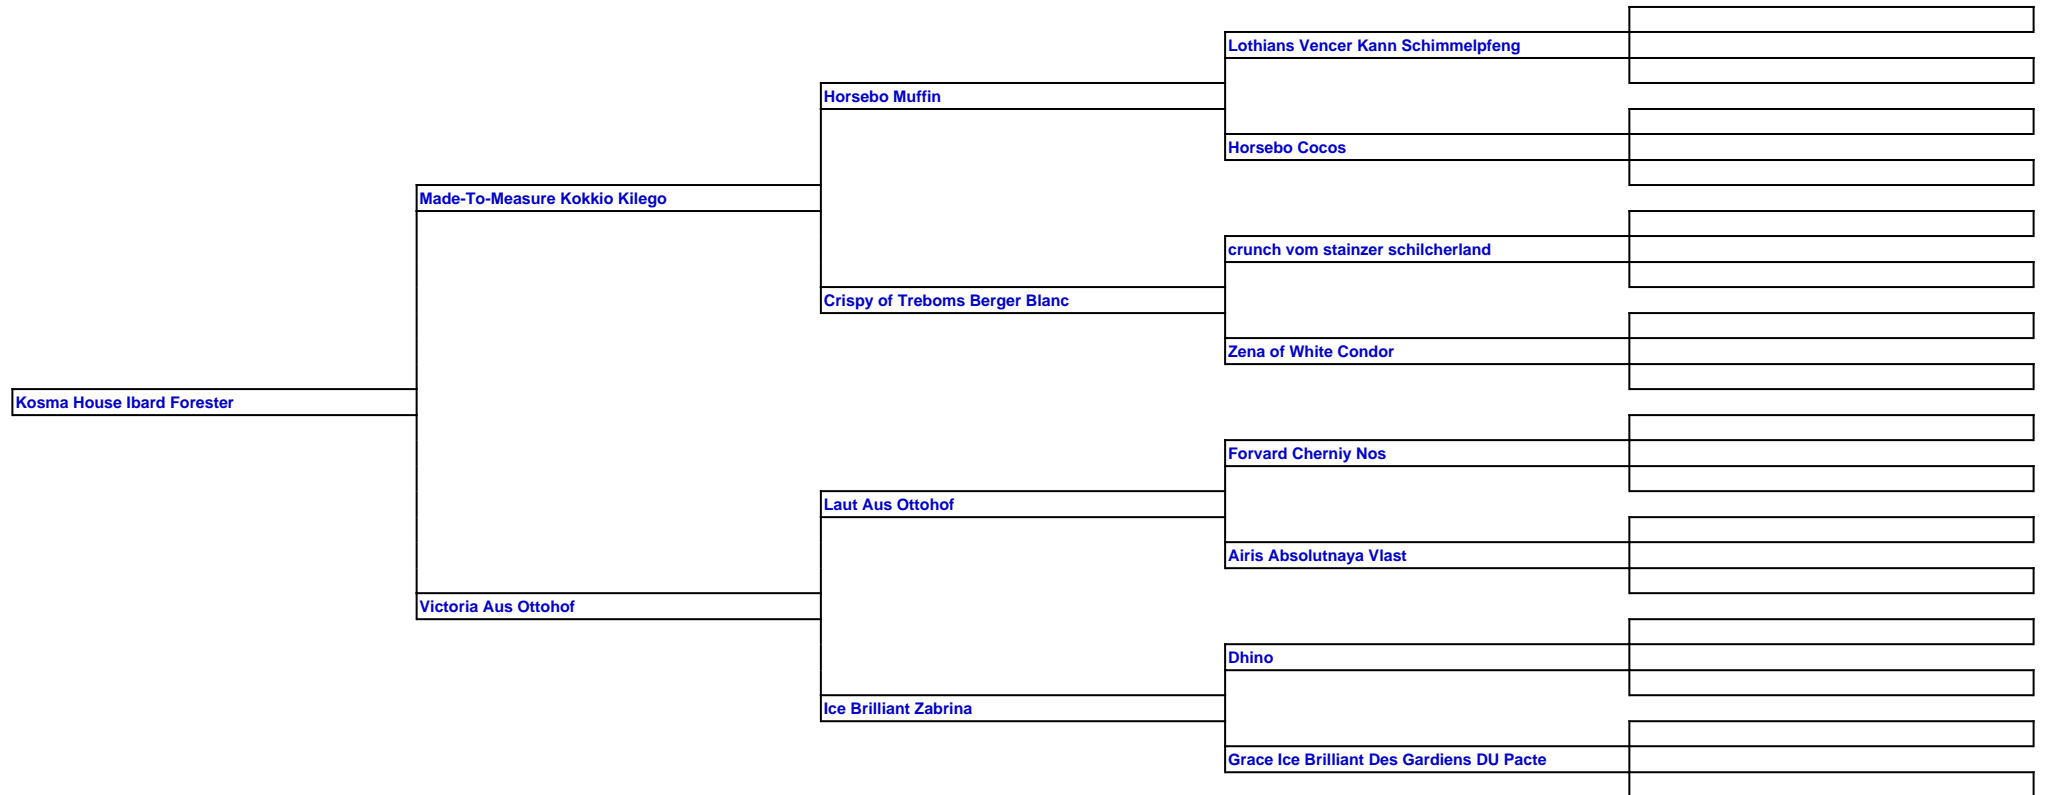 Lothians Vencer Kann Schimmelpfeng
Horsebo Muffin
Horsebo Cocos
Made-To-Measure Kokkio Kilego
crunch vom stainzer schilcherland
Crispy of Treboms Berger Blanc
Zena of White Condor
Kosma House Ibard Forester
Forvard Cherniy Nos
Laut Aus Ottohof
Airis Absolutnaya Vlast
Victoria Aus Ottohof
Dhino
Ice Brilliant Zabrina
Grace Ice Brilliant Des Gardiens DU Pacte